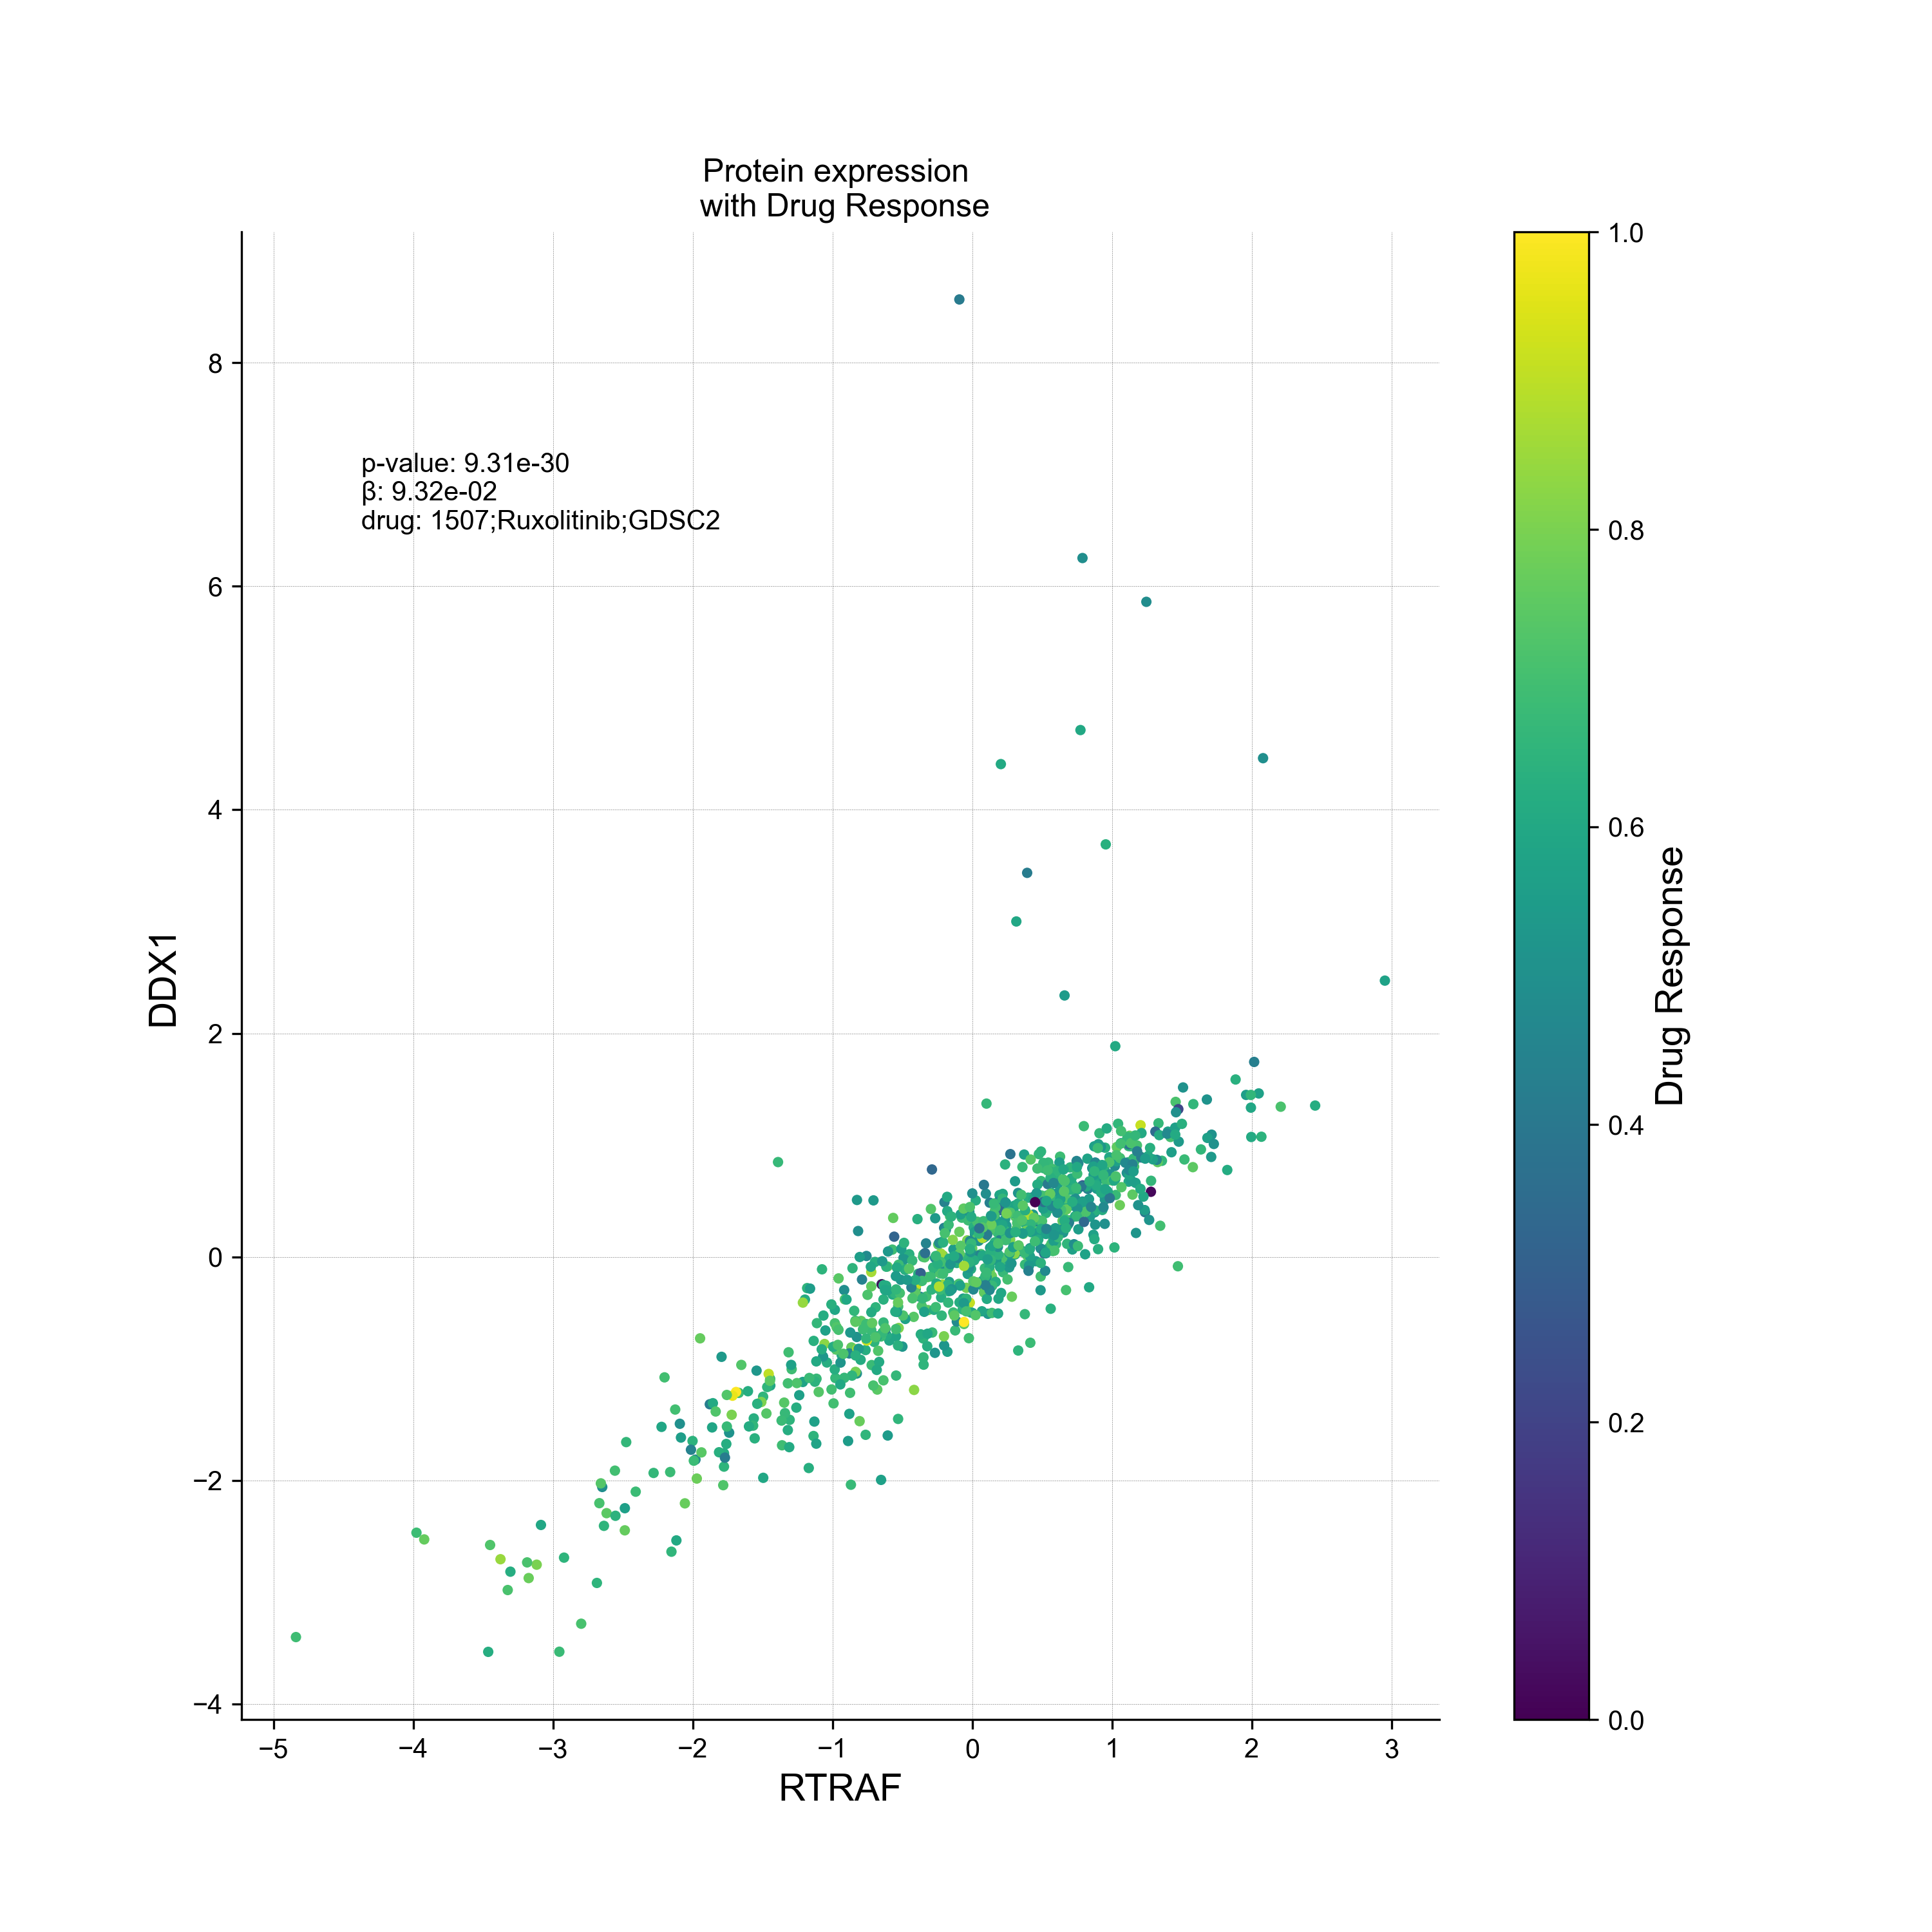 Protein expression
with Drug Response
p-value: 9.31e-30
β: 9.32e-02
drug: 1507;Ruxolitinib;GDSC2
8
6
4
2
0
−2
−4
DDX1
−5 −4 −3 −2 −1 0 1 2 3
RTRAF
1.0
0.8
0.6
0.4
0.2
0.0
Drug Response